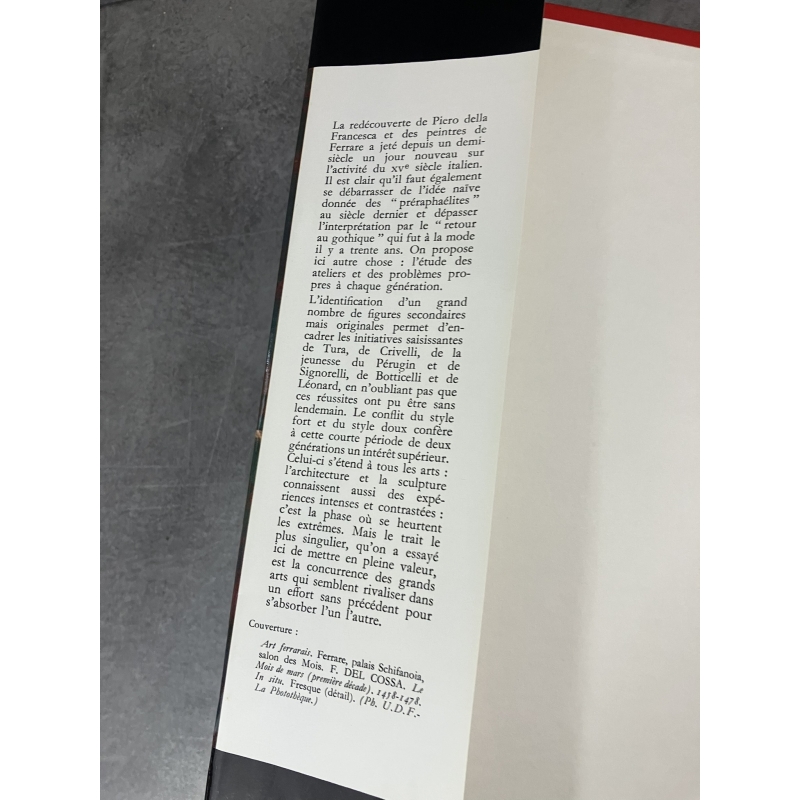 La redécouverte de Piero della
Francesca et des peintres de
Ferrare a jeté depuis un demi-
siècle un jour nouveau sur
l'activité du XVᵉ siècle italien.
Il est clair qu'il faut également
se débarrasser de l'idée naïve
donnée des “ préraphaélites ”
au siècle dernier et dépasser
l'interprétation par le “ retour
au gothique ” qui fut à la mode
il y a trente ans. On propose
ici autre chose : l'étude des
ateliers et des problèmes pro-
pres à chaque génération.
L'identification d'un grand
nombre de figures secondaires
mais originales permet d'en-
cadrer les initiatives saisissantes
de Tura, de Crivelli, de la
jeunesse du Pérugin et de
Signorelli, de Botticelli et de
Léonard, en n'oubliant pas que
ces réussites ont pu être sans
lendemain. Le conflit du style
fort et du style doux confère
à cette courte période de deux
générations un intérêt supérieur.
Celui-ci s'étend à tous les arts :
l'architecture et la sculpture
connaissent aussi des expé-
riences intenses et contrastées :
c'est la phase où se heurtent
les extrêmes. Mais le trait le
plus singulier, qu'on a essayé
ici de mettre en pleine valeur,
est la concurrence des grands
arts qui semblent rivaliser dans
un effort sans précédent pour
s'absorber l'un l'autre.
Couverture :
Art ferrarais. Ferrare, palais Schifanoia,
salon des Mois. F. DEL COSSA. Le
Mois de mars (première décade). 1438-1478.
In situ. Fresque (détail). (Ph. U.D.F.-
La Photothèque.)